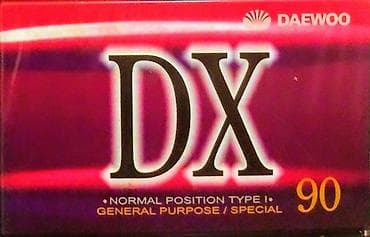 DAEWOO
DX
• NORMAL POSITION TYPE I •
GENERAL PURPOSE / SPECIAL
90